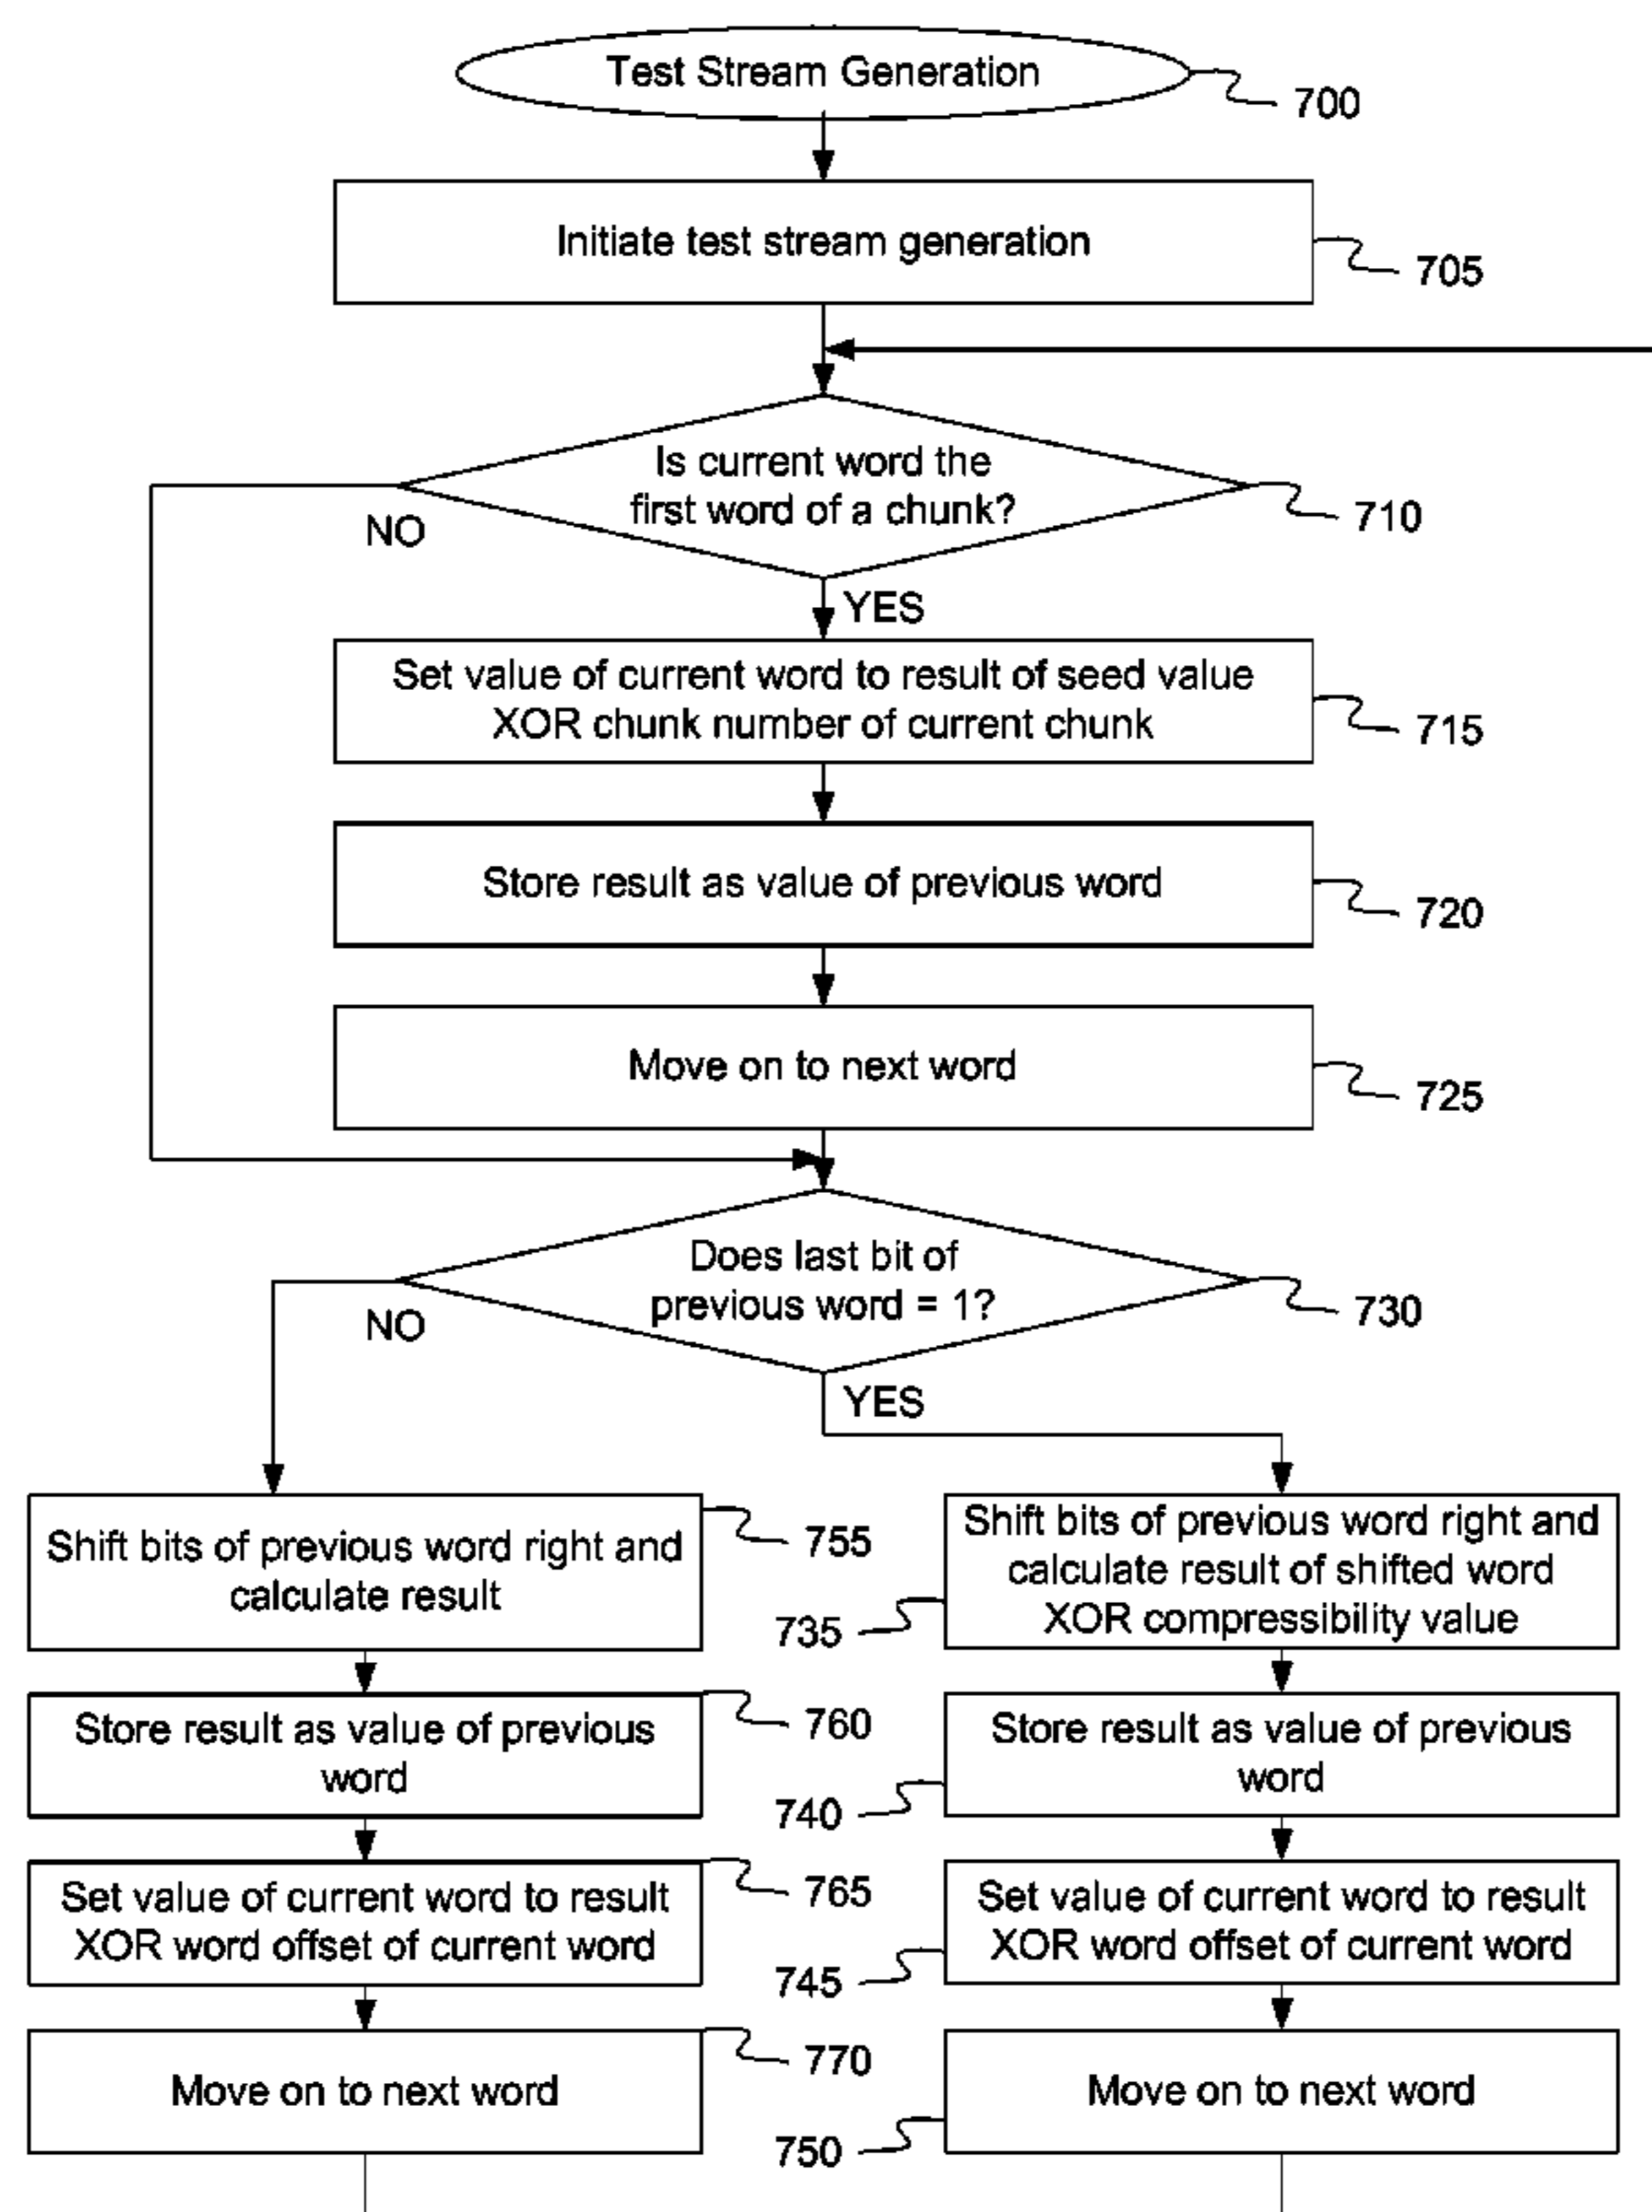 Test Stream Generation
700
Initiate test stream generation
705
Is current word the
first word of a chunk?
710
NO
YES
Set value of current word to result of seed value
XOR chunk number of current chunk
715
Store result as value of previous word
720
Move on to next word
725
Does last bit of
previous word = 1?
730
NO
YES
Shift bits of previous word right and
calculate result
755
Shift bits of previous word right and
calculate result of shifted word
XOR compressibility value
735
Store result as value of previous
word
760
Store result as value of previous
word
740
Set value of current word to result
XOR word offset of current word
765
Set value of current word to result
XOR word offset of current word
745
Move on to next word
770
Move on to next word
750